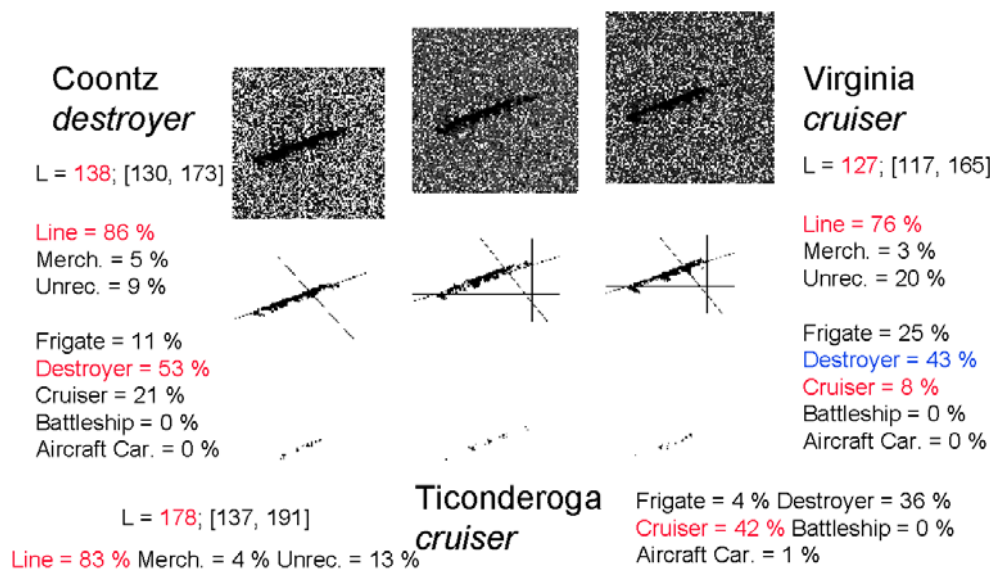 Coontz
destroyer
L = 138; [130, 173]
Line = 86 %
Merch. = 5 %
Unrec. = 9 %
Frigate = 11 %
Destroyer = 53 %
Cruiser = 21 %
Battleship = 0 %
Aircraft Car. = 0 %
Virginia
cruiser
L = 127; [117, 165]
Line = 76 %
Merch. = 3 %
Unrec. = 20 %
Frigate = 25 %
Destroyer = 43 %
Cruiser = 8 %
Battleship = 0 %
Aircraft Car. = 0 %
Ticonderoga
cruiser
L = 178; [137, 191]
Line = 83 % Merch. = 4 % Unrec. = 13 %
Frigate = 4 % Destroyer = 36 %
Cruiser = 42 % Battleship = 0 %
Aircraft Car. = 1 %